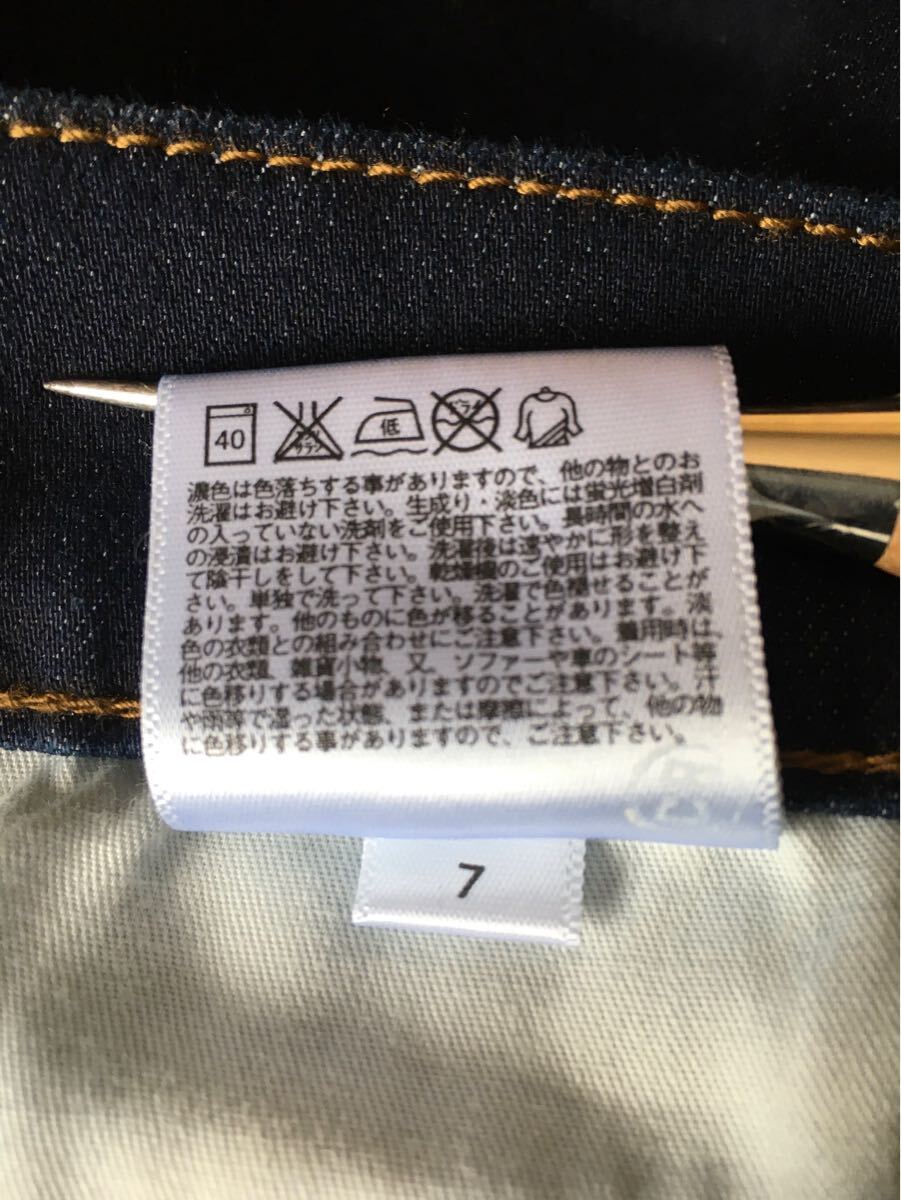 40 エンソ サラシ 低 ドライ
濃色は色落ちする事がありますので、他の物とのお
洗濯はお避け下さい。生成り・淡色には蛍光増白剤
の入っていない洗剤をご使用下さい。長時間の水へ
の浸漬はお避け下さい。洗濯後は速やかに形を整え
て陰干しをして下さい。乾燥機のご使用はお避け下
さい。単独で洗って下さい。洗濯で色褪せることが
あります。他のものに色が移ることがあります。淡
色の衣類との組み合わせにご注意下さい。着用時は、
他の衣類、雑貨小物、又、ソファーや車のシート等
に色移りする場合がありますのでご注意下さい。汗
や雨等で湿った状態、または摩擦によって、他の物
に色移りする事がありますので、ご注意下さい。
7